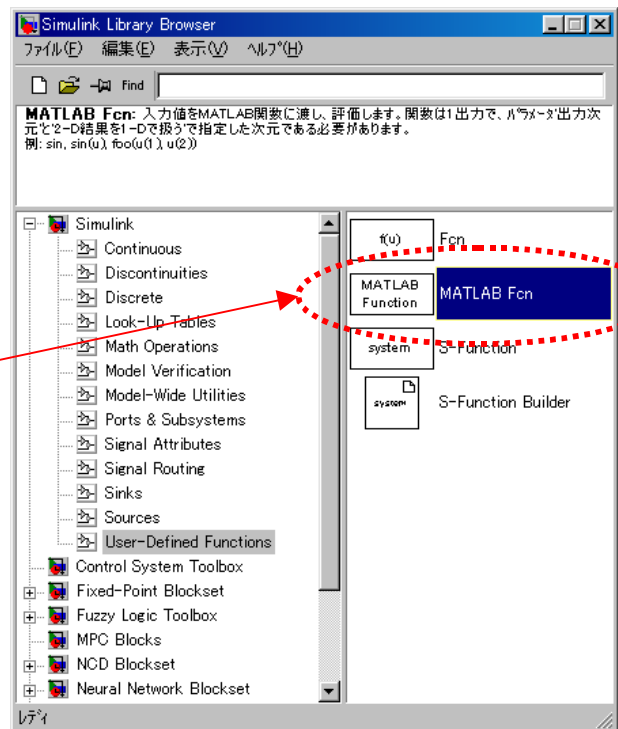 Simulink Library Browser
ファイル(F) 編集(E) 表示(V) ヘルプ(H)
Find
MATLAB Fcn: 入力値をMATLAB関数に渡し、評価します。関数は1出力で、パラメータ'出力次
元'と'2-D結果を1-Dで扱う'で指定した次元である必要があります。
例: sin, sin(u), foo(u(1), u(2))
Simulink
Continuous
Discontinuities
Discrete
Look-Up Tables
Math Operations
Model Verification
Model-Wide Utilities
Ports & Subsystems
Signal Attributes
Signal Routing
Sinks
Sources
User-Defined Functions
Control System Toolbox
Fixed-Point Blockset
Fuzzy Logic Toolbox
MPC Blocks
NCD Blockset
Neural Network Blockset
f(u) Fcn
MATLAB
Function
MATLAB Fcn
system S-Function
system S-Function Builder
レディ